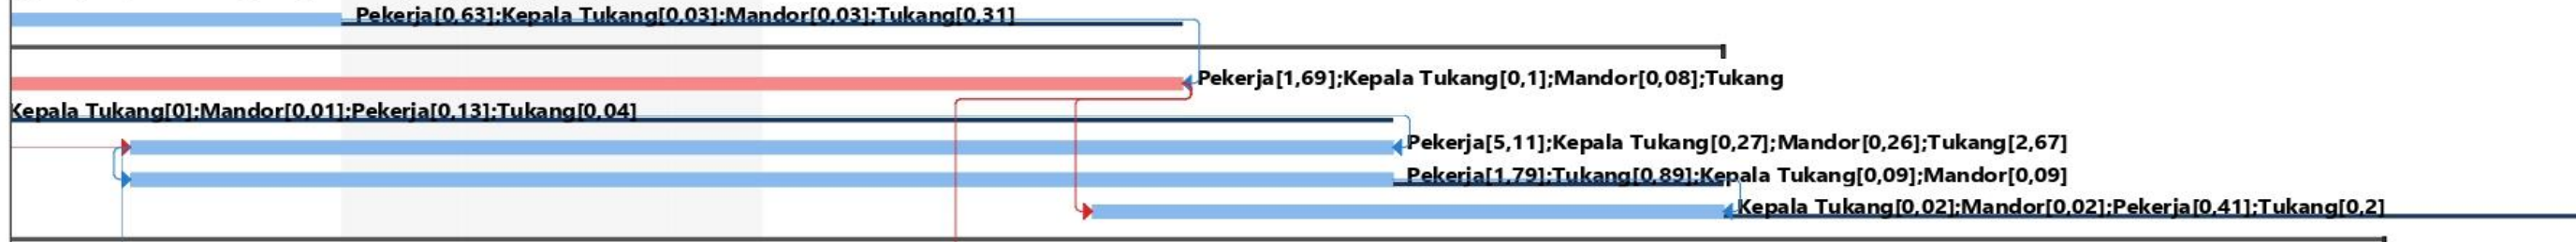 Pekerja[0,63];Kepala Tukang[0,03];Mandor[0,03];Tukang[0,31]
Pekerja[1,69];Kepala Tukang[0,1];Mandor[0,08];Tukang
Kepala Tukang[0];Mandor[0,01];Pekerja[0,13];Tukang[0,04]
Pekerja[5,11];Kepala Tukang[0,27];Mandor[0,26];Tukang[2,67]
Pekerja[1,79];Tukang[0,89];Kepala Tukang[0,09];Mandor[0,09]
Kepala Tukang[0,02];Mandor[0,02];Pekerja[0,41];Tukang[0,2]